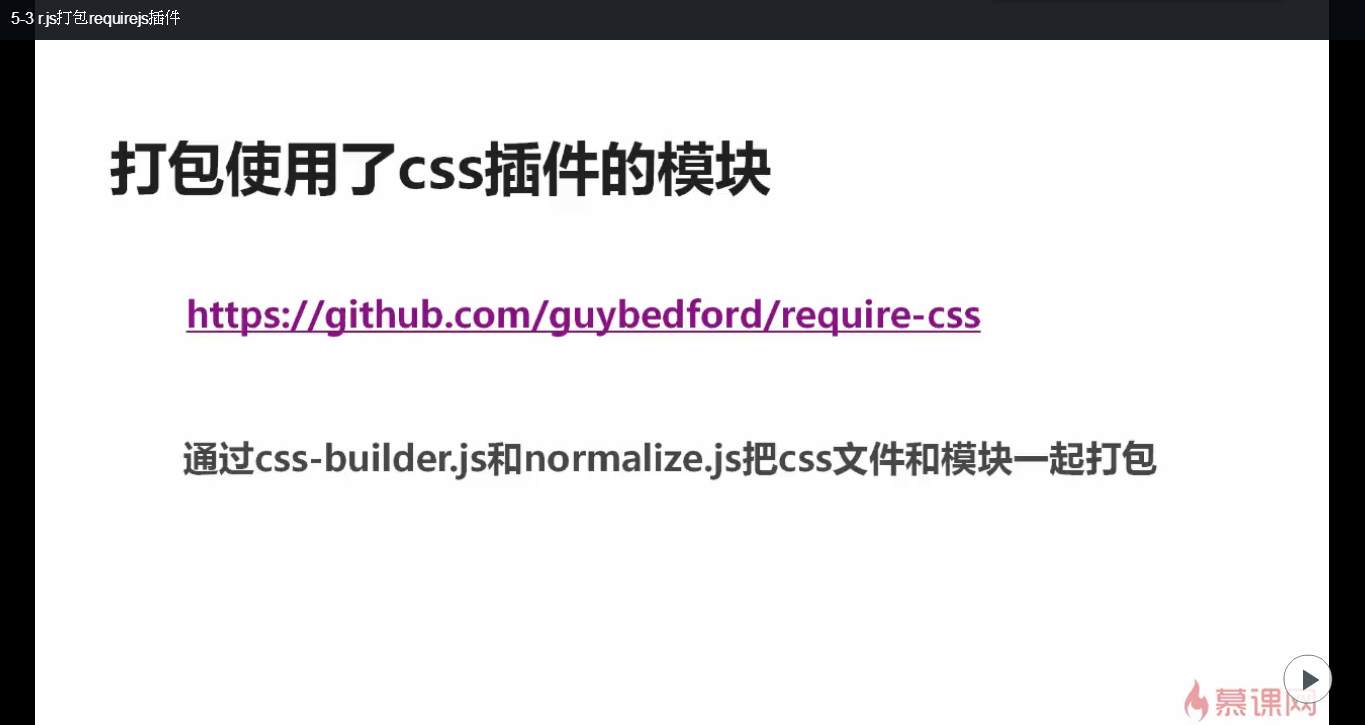 5-3 r.js打包requirejs插件
打包使用了css插件的模块
https://github.com/guybedford/require-css
通过css-builder.js和normalize.js把css文件和模块一起打包
慕课网